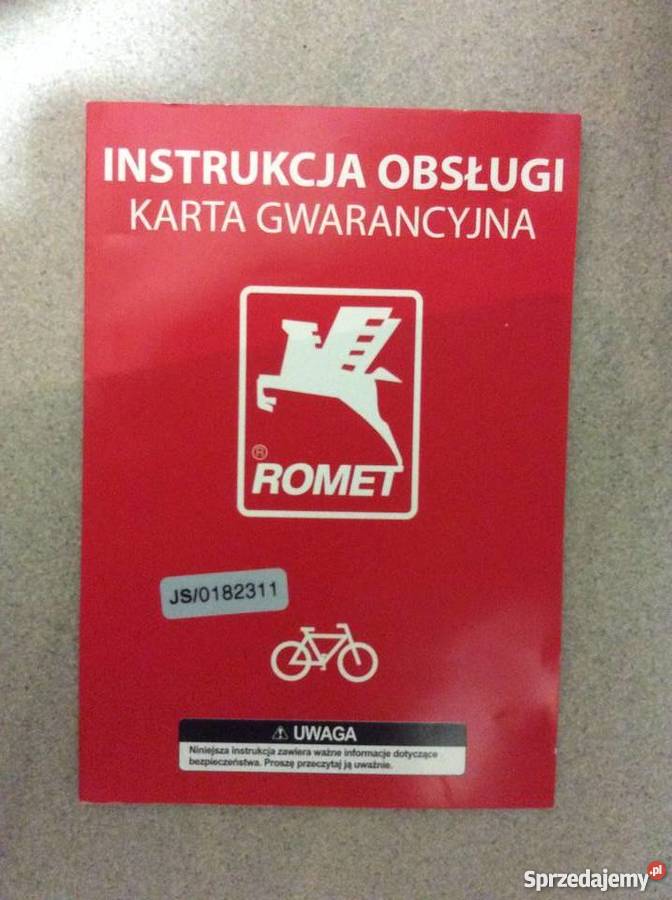 INSTRUKCJA OBSŁUGI
KARTA GWARANCYJNA
® ROMET
JS/0182311
⚠ UWAGA
Niniejsza instrukcja zawiera ważne informacje dotyczące
bezpieczeństwa. Proszę przeczytaj ją uważnie.
Sprzedajemy.pl